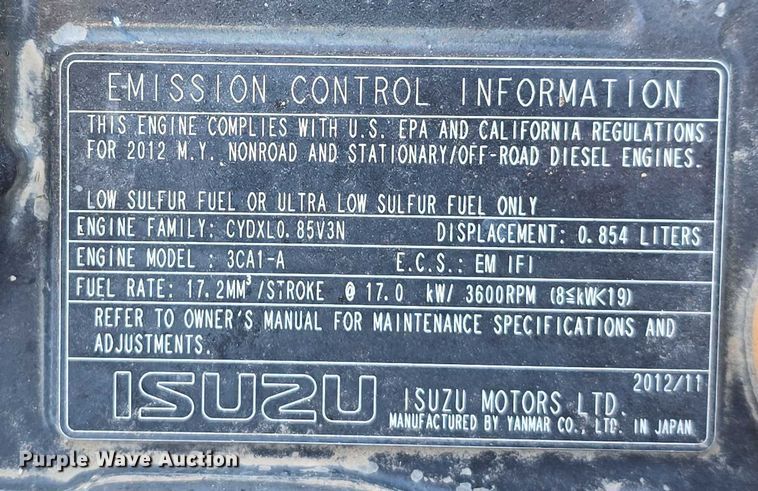 EMISSION CONTROL INFORMATION
THIS ENGINE COMPLIES WITH U.S. EPA AND CALIFORNIA REGULATIONS
FOR 2012 M.Y. NONROAD AND STATIONARY/OFF-ROAD DIESEL ENGINES.
LOW SULFUR FUEL OR ULTRA LOW SULFUR FUEL ONLY
ENGINE FAMILY: CYDXL0.85V3N DISPLACEMENT: 0.854 LITERS
ENGINE MODEL : 3CA1-A E.C.S.: EM IFI
FUEL RATE: 17.2MM³/STROKE @ 17.0 kW/ 3600RPM (8≦kW<19)
REFER TO OWNER'S MANUAL FOR MAINTENANCE SPECIFICATIONS AND
ADJUSTMENTS.
2012/11
ISUZU ISUZU MOTORS LTD.
MANUFACTURED BY YANMAR CO., LTD. IN JAPAN
Purple Wave Auction